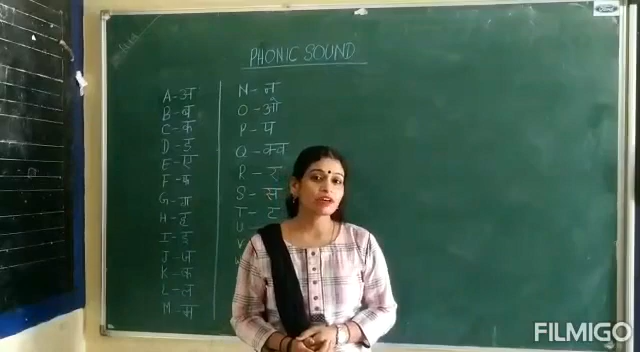 PHONIC SOUND
A - अ
B - ब
C - क
D - ड
E - ए
F - फ
G - ग
H - ह
I - इ
J - ज
K - क
L - ल
M - म
N - न
O - ओ
P - प
Q - क्व
R - र
S - स
T - ट
U -
V
W
FILMIGO